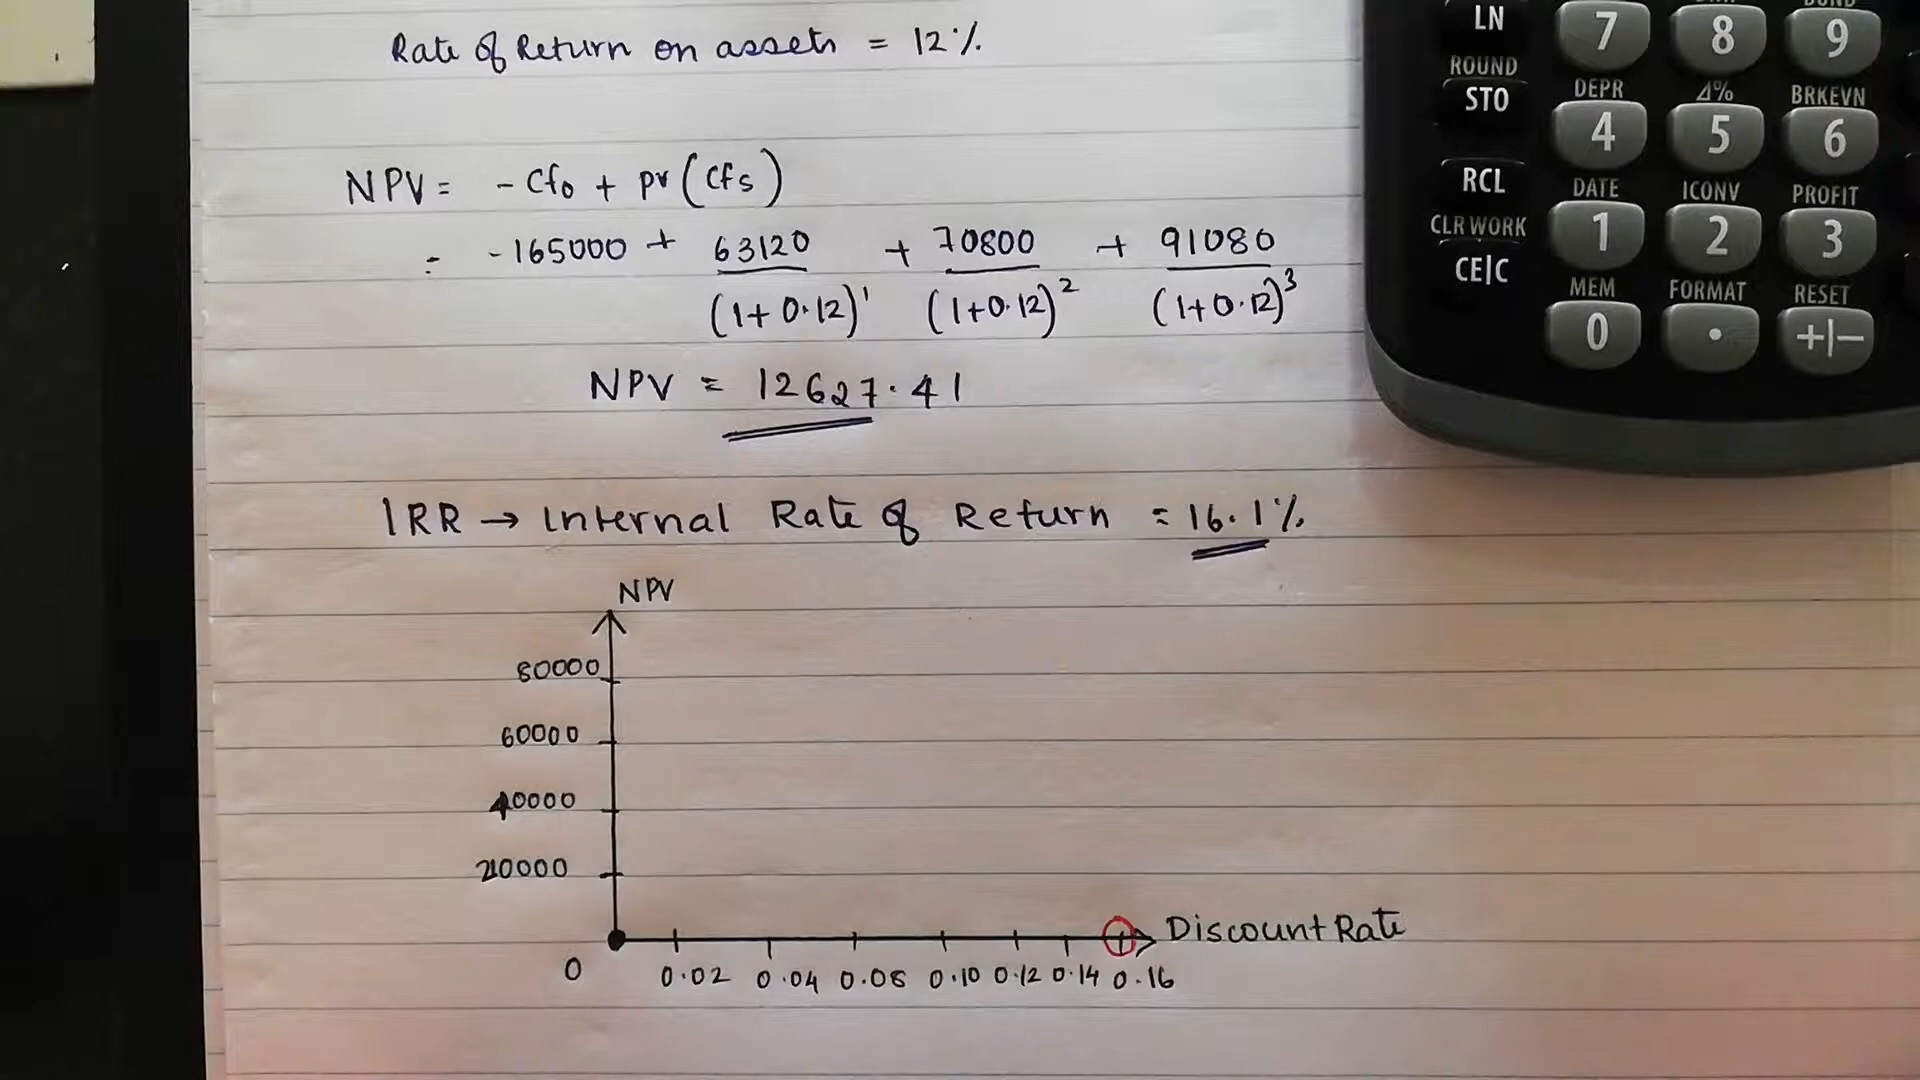 Rate of Return on assets = 12%
NPV = - Cf0 + pv (Cfs)
= -165000 + 63120 / (1+0.12)^1 + 70800 / (1+0.12)^2 + 91080 / (1+0.12)^3
NPV = 12627.41
IRR → Internal Rate of Return = 16.1%
NPV
80000
60000
40000
20000
Discount Rate
0 0.02 0.04 0.08 0.10 0.12 0.14 0.16
LN 7 8 9
ROUND DEPR Δ% BRKEVN
STO 4 5 6
DATE ICONV PROFIT
RCL 1 2 3
CLR WORK MEM FORMAT RESET
CE|C 0 . +|-